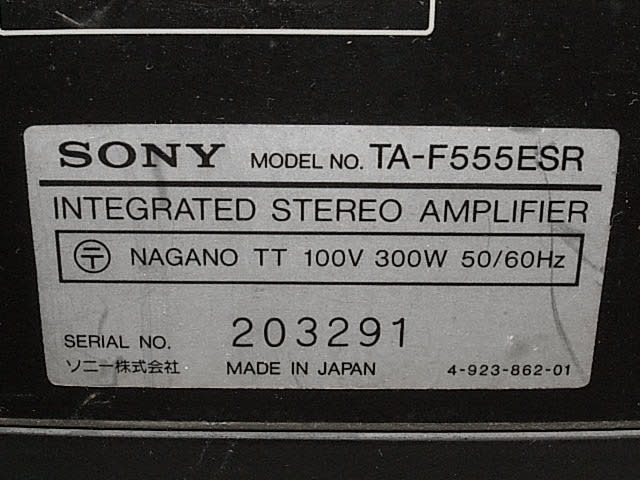 SONY MODEL NO. TA-F555ESR
INTEGRATED STEREO AMPLIFIER
〒 NAGANO TT 100V 300W 50/60Hz
SERIAL NO. 203291
ソニー株式会社 MADE IN JAPAN 4-923-862-01